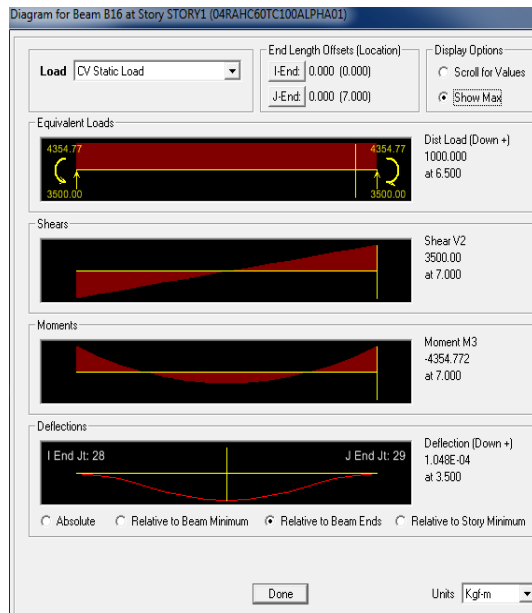 Diagram for Beam B16 at Story STORY1 (04RAHC60TC100ALPHA01)
Load CV Static Load
End Length Offsets (Location)
I-End: 0.000 (0.000)
J-End: 0.000 (7.000)
Display Options
Scroll for Values
Show Max
Equivalent Loads
4354.77 4354.77
3500.00 3500.00
Dist Load (Down +)
1000.000
at 6.500
Shears
Shear V2
3500.00
at 7.000
Moments
Moment M3
-4354.772
at 7.000
Deflections
I End Jt: 28 J End Jt: 29
Deflection (Down +)
1.048E-04
at 3.500
Absolute Relative to Beam Minimum Relative to Beam Ends Relative to Story Minimum
Done
Units Kgf-m